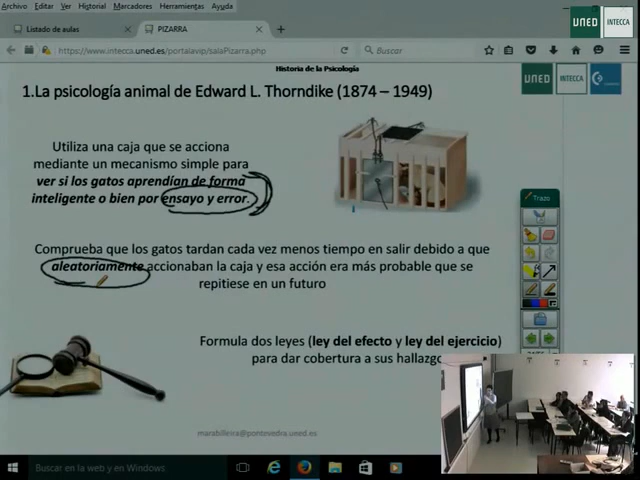 Archivo Editar Ver Historial Marcadores Herramientas Ayuda
Listado de aulas
PIZARRA
UNED INTECCA
https://www.intecca.uned.es/portalavip/salaPizarra.php
Buscar
Historia de la Psicología
UNED INTECCA
1.La psicología animal de Edward L. Thorndike (1874 – 1949)
Utiliza una caja que se acciona
mediante un mecanismo simple para
ver si los gatos aprendían de forma
inteligente o bien por ensayo y error.
Trazo
Comprueba que los gatos tardan cada vez menos tiempo en salir debido a que
aleatoriamente accionaban la caja y esa acción era más probable que se
repitiese en un futuro
Formula dos leyes (ley del efecto y ley del ejercicio)
para dar cobertura a sus hallazgo
marabilleira@pontevedra.uned.es
Buscar en la web y en Windows